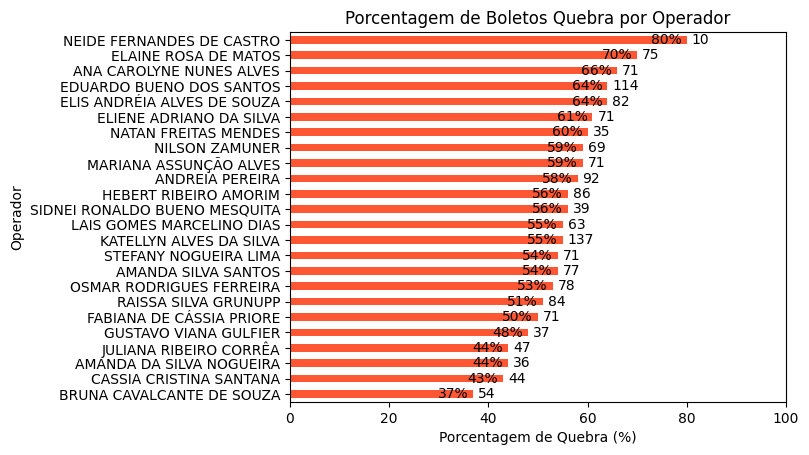 Porcentagem de Boletos Quebra por Operador
NEIDE FERNANDES DE CASTRO 80% 10
ELAINE ROSA DE MATOS 70% 75
ANA CAROLYNE NUNES ALVES 66% 71
EDUARDO BUENO DOS SANTOS 64% 114
ELIS ANDRÉIA ALVES DE SOUZA 64% 82
ELIENE ADRIANO DA SILVA 61% 71
NATAN FREITAS MENDES 60% 35
NILSON ZAMUNER 59% 69
MARIANA ASSUNÇÃO ALVES 59% 71
ANDREIA PEREIRA 58% 92
HEBERT RIBEIRO AMORIM 56% 86
SIDNEI RONALDO BUENO MESQUITA 56% 39
LAIS GOMES MARCELINO DIAS 55% 63
KATELLYN ALVES DA SILVA 55% 137
STEFANY NOGUEIRA LIMA 54% 71
AMANDA SILVA SANTOS 54% 77
OSMAR RODRIGUES FERREIRA 53% 78
RAISSA SILVA GRUNUPP 51% 84
FABIANA DE CÁSSIA PRIORE 50% 71
GUSTAVO VIANA GULFIER 48% 37
JULIANA RIBEIRO CORRÊA 44% 47
AMANDA DA SILVA NOGUEIRA 44% 36
CASSIA CRISTINA SANTANA 43% 44
BRUNA CAVALCANTE DE SOUZA 37% 54
Operador
0 20 40 60 80 100
Porcentagem de Quebra (%)